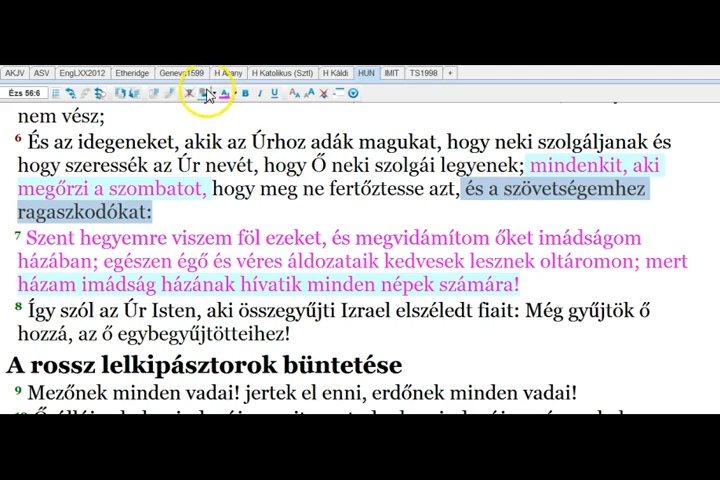 AKJV ASV EngLXX2012 Etheridge Geneva1599 H Arany H Katolikus (Sztl) H Káldi HUN IMIT TS1998 +
Ézs 56:6 B I U
nem vész;
6 És az idegeneket, akik az Úrhoz adák magukat, hogy neki szolgáljanak és
hogy szeressék az Úr nevét, hogy Ő neki szolgái legyenek; mindenkit, aki
megőrzi a szombatot, hogy meg ne fertőztesse azt, és a szövetségemhez
ragaszkodókat:
7 Szent hegyemre viszem föl ezeket, és megvidámítom őket imádságom
házában; egészen égő és véres áldozataik kedvesek lesznek oltáromon; mert
házam imádság házának hívatik minden népek számára!
8 Így szól az Úr Isten, aki összegyűjti Izrael elszéledt fiait: Még gyűjtök ő
hozzá, az ő egybegyűjtötteihez!
A rossz lelkipásztorok büntetése
9 Mezőnek minden vadai! jertek el enni, erdőnek minden vadai!